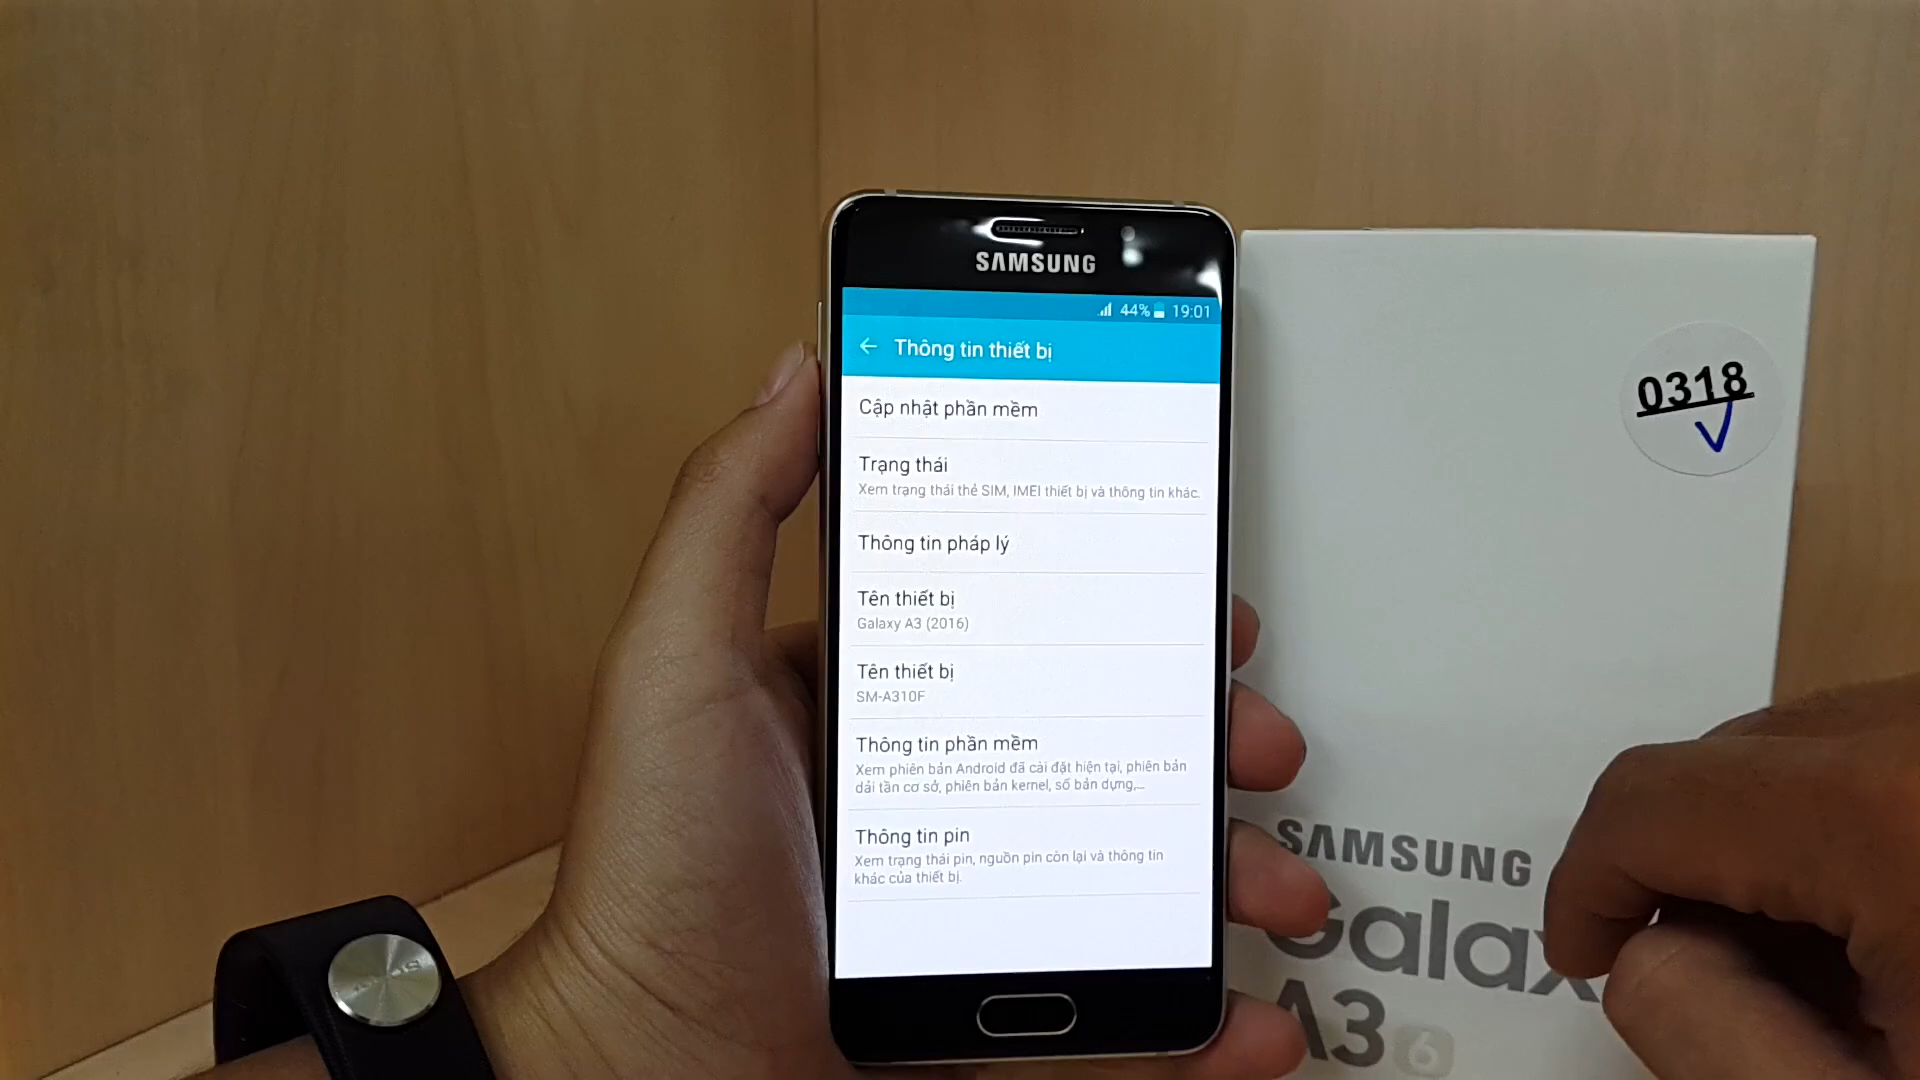 SAMSUNG
44% 19:01
Thông tin thiết bị
Cập nhật phần mềm
Trạng thái
Xem trạng thái thẻ SIM, IMEI thiết bị và thông tin khác.
Thông tin pháp lý
Tên thiết bị
Galaxy A3 (2016)
Tên thiết bị
SM-A310F
Thông tin phần mềm
Xem phiên bản Android đã cài đặt hiện tại, phiên bản
dải tần cơ sở, phiên bản kernel, số bản dựng,...
Thông tin pin
Xem trạng thái pin, nguồn pin còn lại và thông tin
khác của thiết bị.
0318
SAMSUNG
Galax
A3 6
SONY